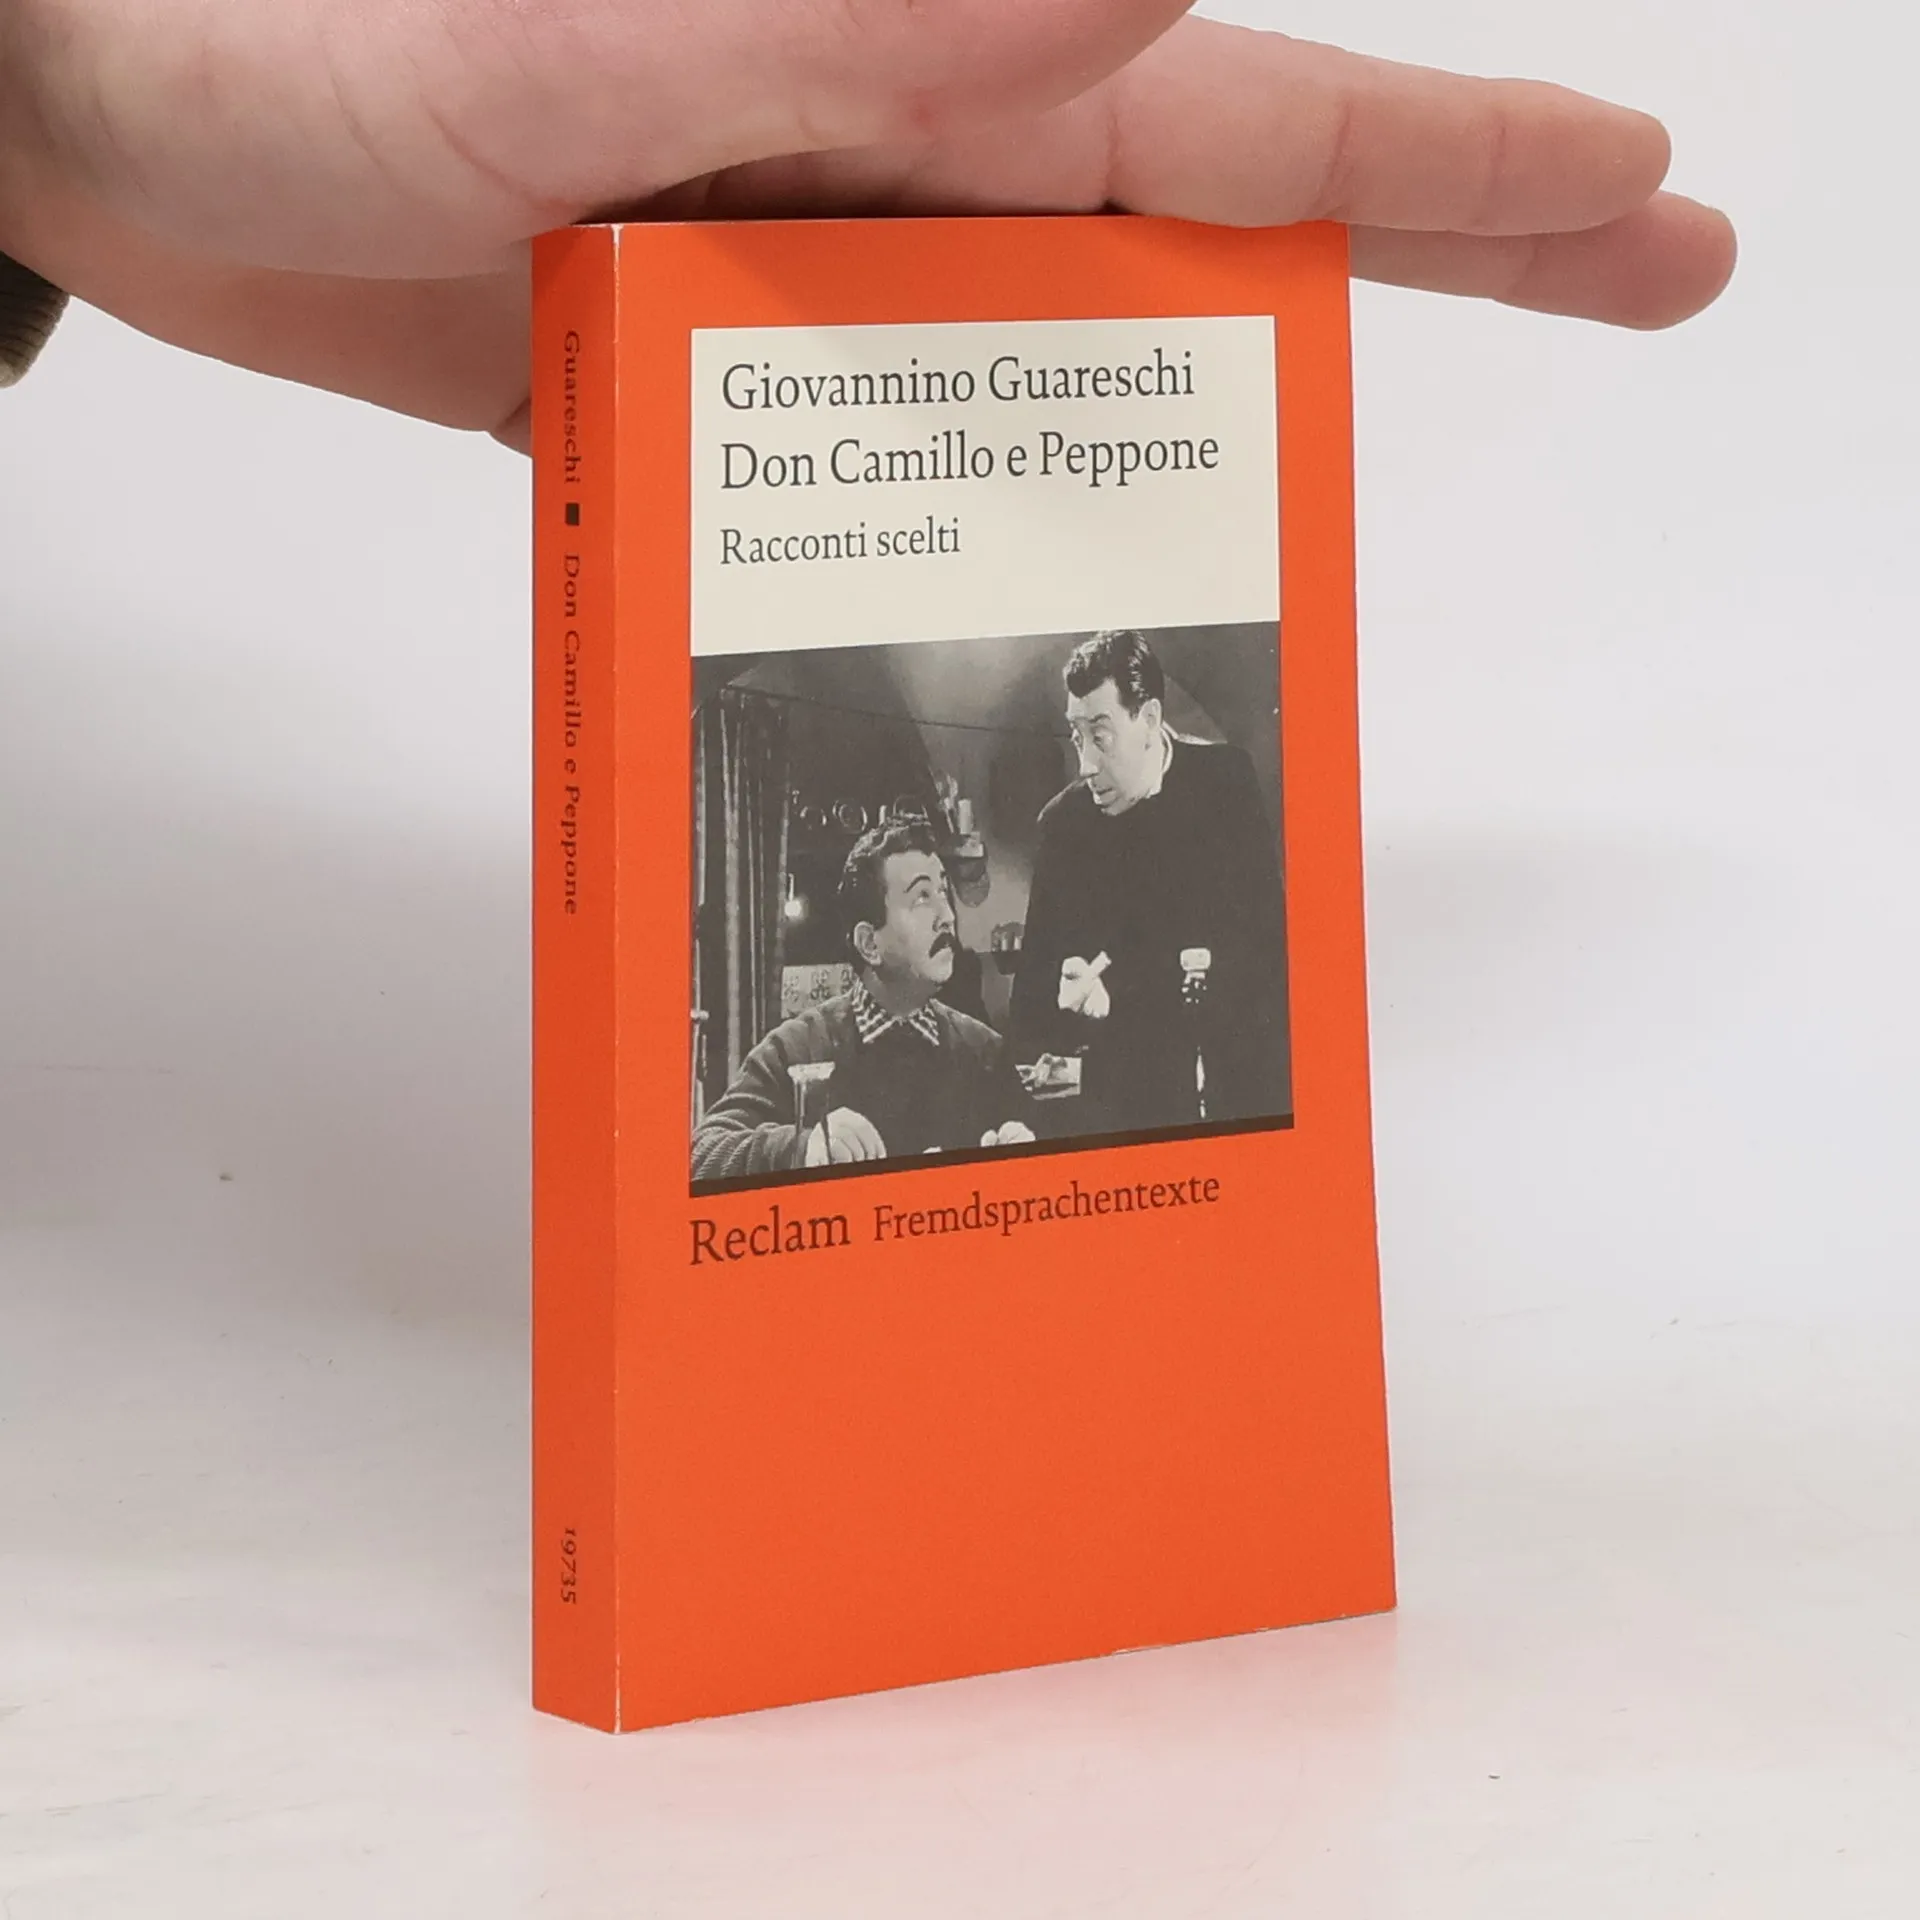 Giovannino Guareschi
Don Camillo e Peppone
Racconti scelti
Reclam Fremdsprachentexte
Guareschi ■ Don Camillo e Peppone
19735